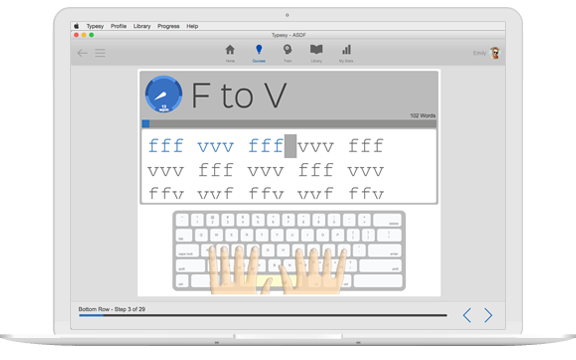 Typesy Profile Library Progress Help
Typesy - ASDF
Emily
Home Courses Train Library My Stats
F to V
102 Words
fff vvv fff vvv fff
vvv fff vvv fff vvv
ffv vvf ffv vvf ffv
Bottom Row - Step 3 of 29